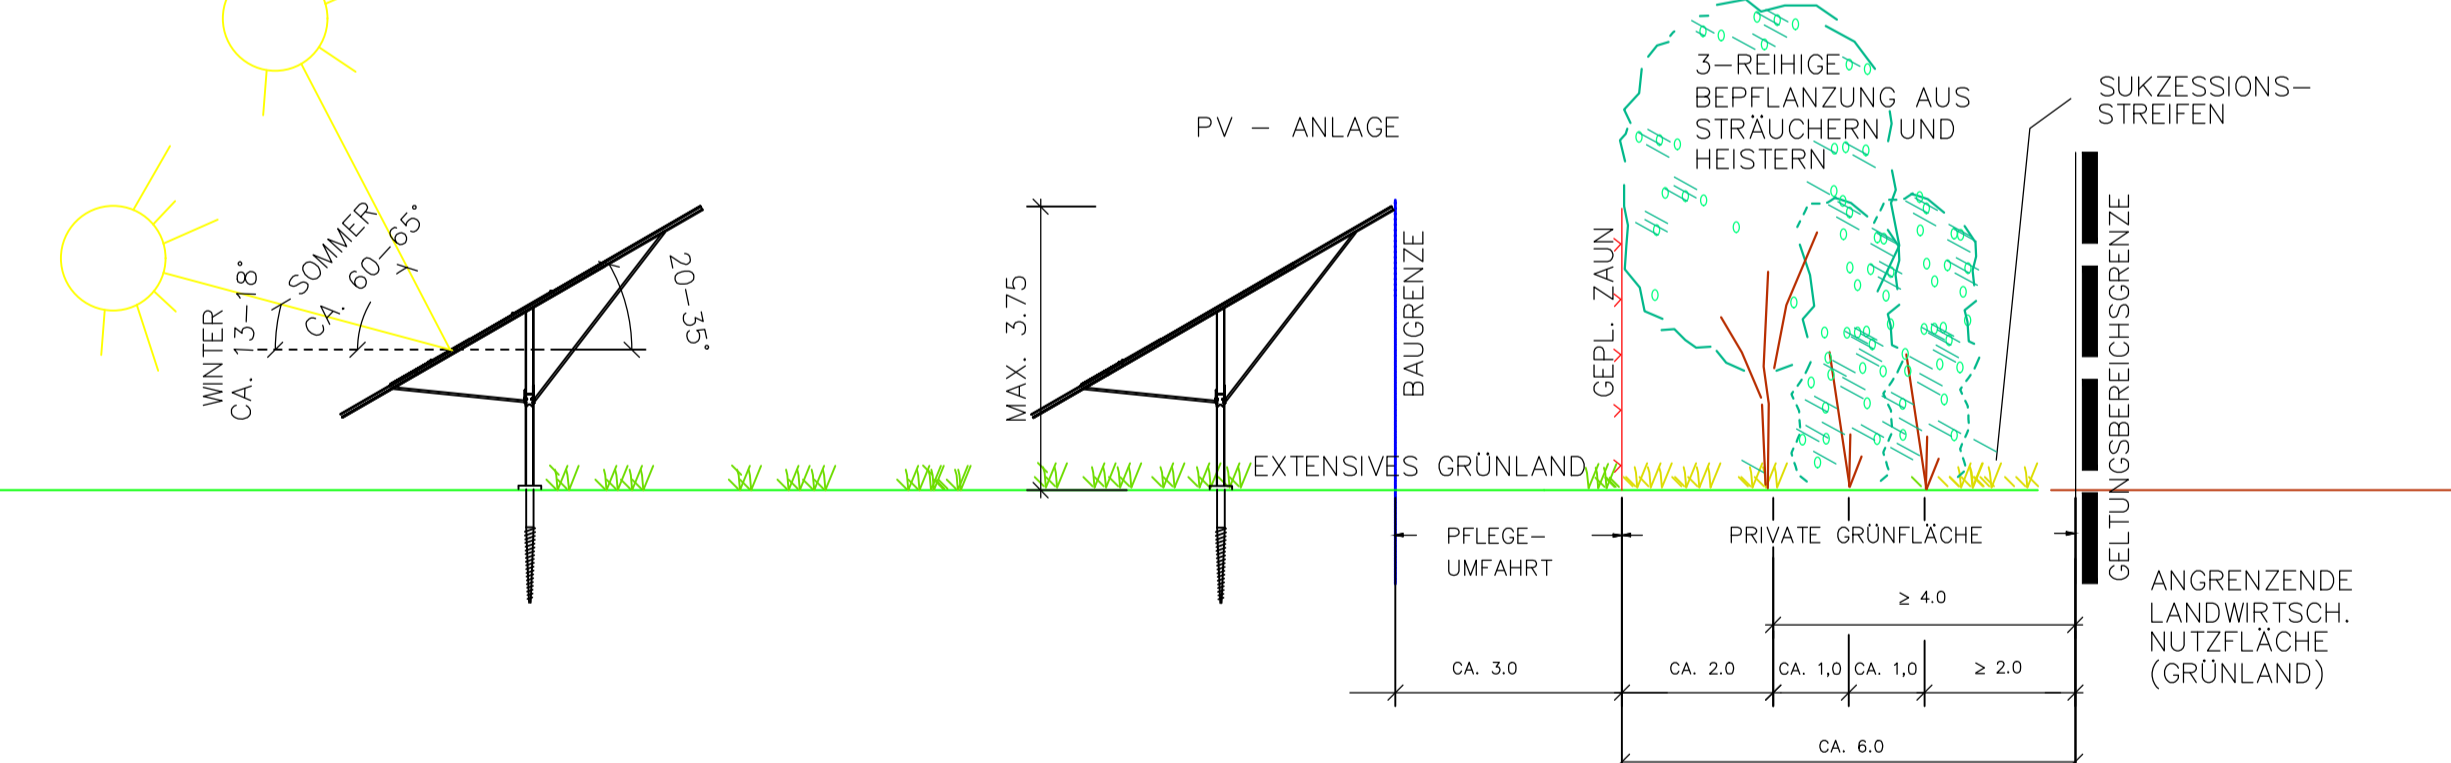 3-REIHIGE
BEPFLANZUNG AUS
STRÄUCHERN UND
HEISTERN
SUKZESSIONS-
STREIFEN
PV - ANLAGE
WINTER
CA. 13-18°
SOMMER
CA. 60-65°
20-35°
MAX. 3.75
BAUGRENZE
GEPL. ZAUN
GELTUNGSBEREICHSGRENZE
EXTENSIVES GRÜNLAND
PFLEGE-
UMFAHRT
PRIVATE GRÜNFLÄCHE
ANGRENZENDE
LANDWIRTSCH.
NUTZFLÄCHE
(GRÜNLAND)
≥ 4.0
CA. 3.0
CA. 2.0
CA. 1,0
CA. 1,0
≥ 2.0
CA. 6.0